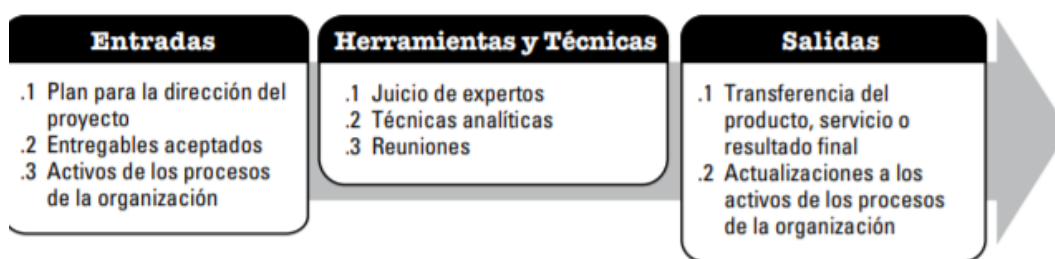 Entradas
.1 Plan para la dirección del
proyecto
.2 Entregables aceptados
.3 Activos de los procesos
de la organización
Herramientas y Técnicas
.1 Juicio de expertos
.2 Técnicas analíticas
.3 Reuniones
Salidas
.1 Transferencia del
producto, servicio o
resultado final
.2 Actualizaciones a los
activos de los procesos
de la organización